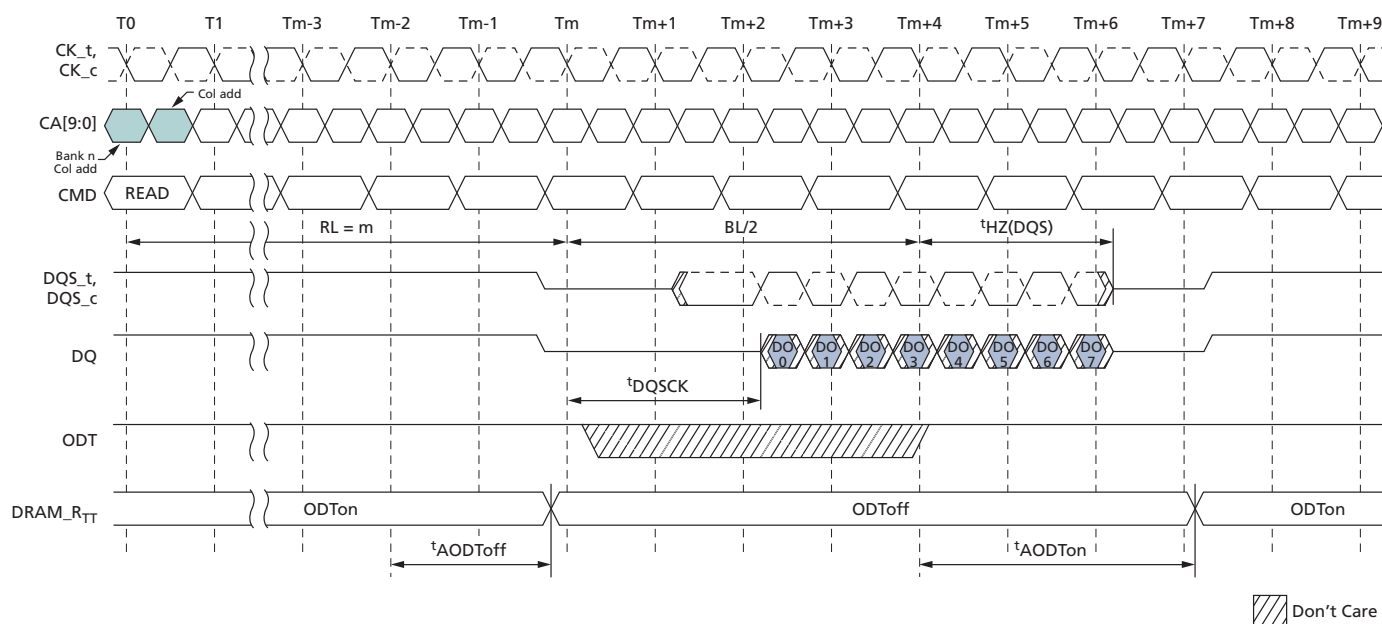 T0 T1 Tm-3 Tm-2 Tm-1 Tm Tm+1 Tm+2 Tm+3 Tm+4 Tm+5 Tm+6 Tm+7 Tm+8 Tm+9
CK_t,
CK_c
Col add
CA[9:0]
Bank n
Col add
CMD READ
RL = m BL/2 tHZ(DQS)
DQS_t,
DQS_c
DQ DO 0 DO 1 DO 2 DO 3 DO 4 DO 5 DO 6 DO 7
tDQSCK
ODT
DRAM_RTT ODTon ODToff ODTon
tAODToff tAODTon
Don't Care